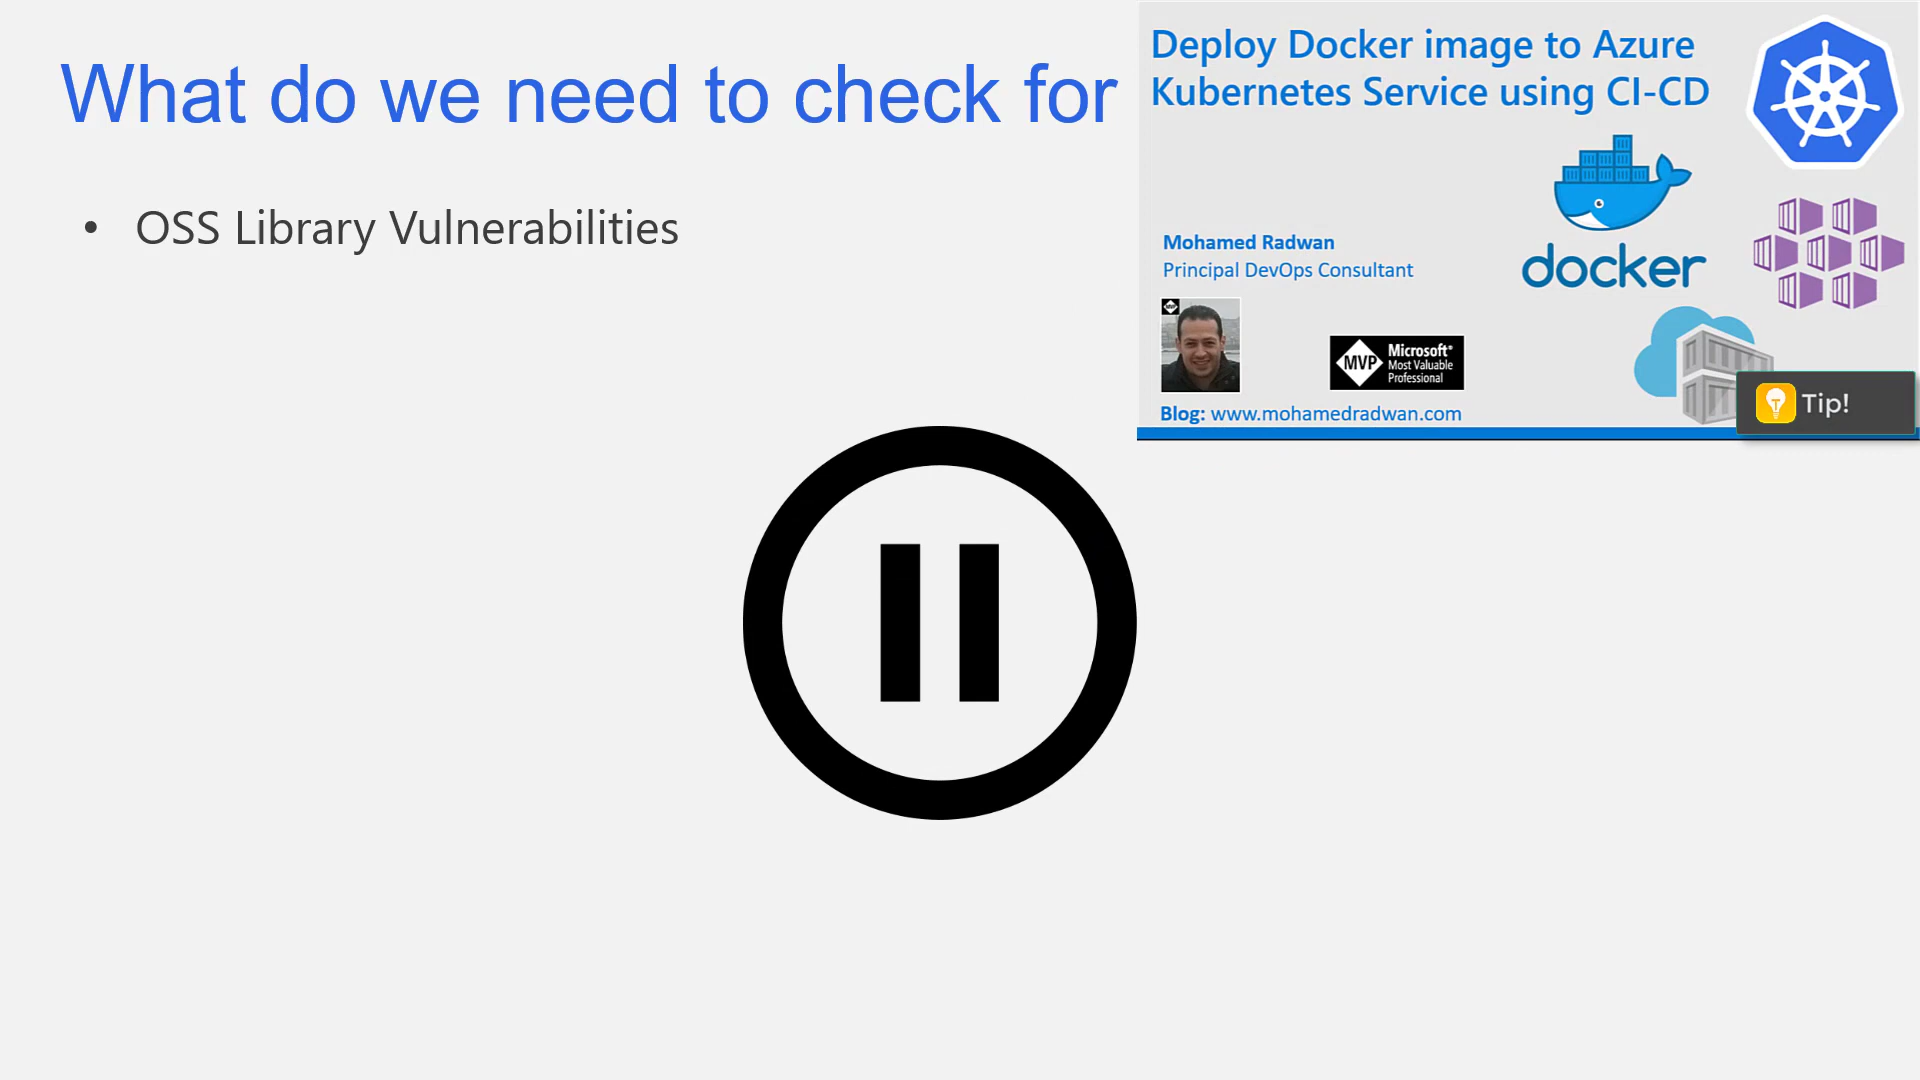 What do we need to check for
• OSS Library Vulnerabilities
Deploy Docker image to Azure
Kubernetes Service using CI-CD
docker
Mohamed Radwan
Principal DevOps Consultant
MVP
MVP
Microsoft®
Most Valuable
Professional
Blog: www.mohamedradwan.com
Tip!